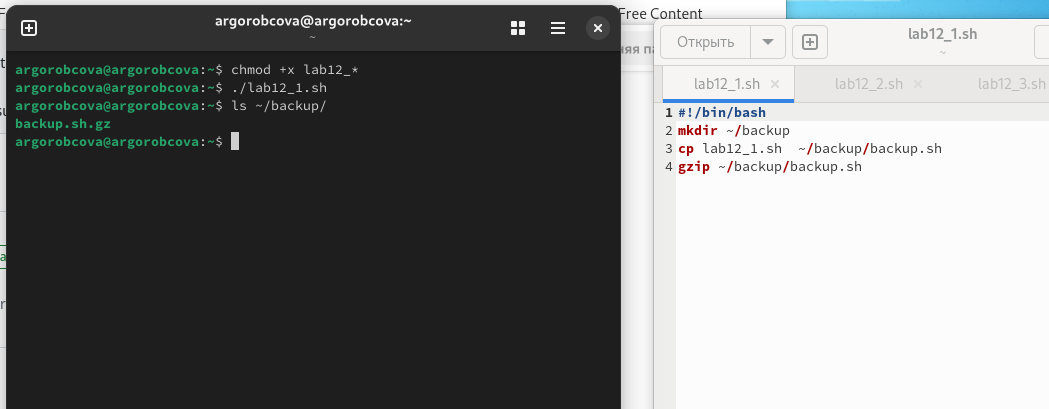 argorobcova@argorobcova:~
~
argorobcova@argorobcova:~$ chmod +x lab12_*
argorobcova@argorobcova:~$ ./lab12_1.sh
argorobcova@argorobcova:~$ ls ~/backup/
backup.sh.gz
argorobcova@argorobcova:~$
Free Content
Открыть
lab12_1.sh
~
lab12_1.sh × lab12_2.sh × lab12_3.sh
1 #!/bin/bash
2 mkdir ~/backup
3 cp lab12_1.sh  ~/backup/backup.sh
4 gzip ~/backup/backup.sh